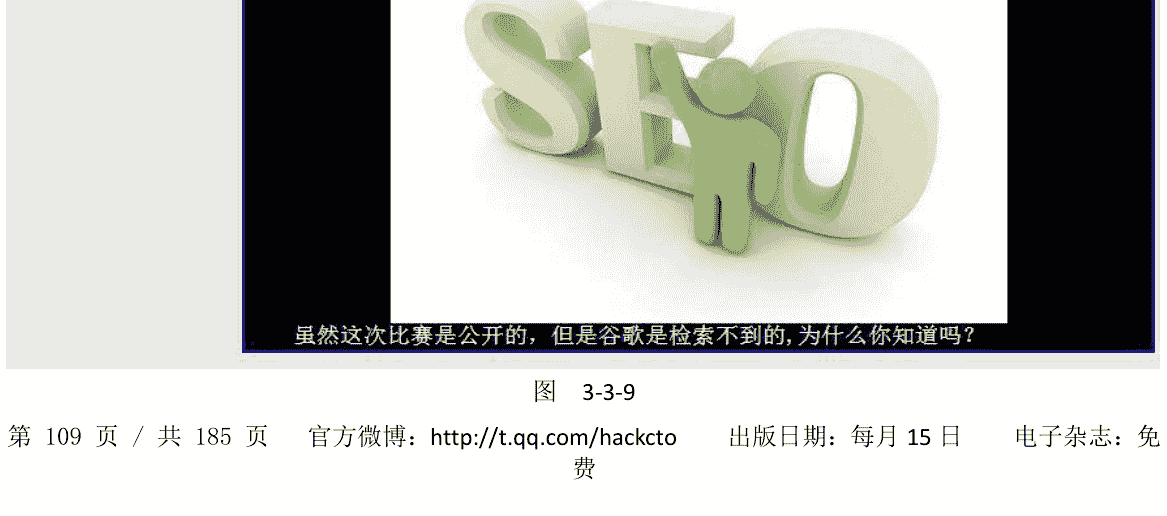 SEO
虽然这次比赛是公开的，但是谷歌是检索不到的,为什么你知道吗?
图 3-3-9
第 109 页 / 共 185 页 官方微博：http://t.qq.com/hackcto 出版日期：每月 15 日 电子杂志：免
费